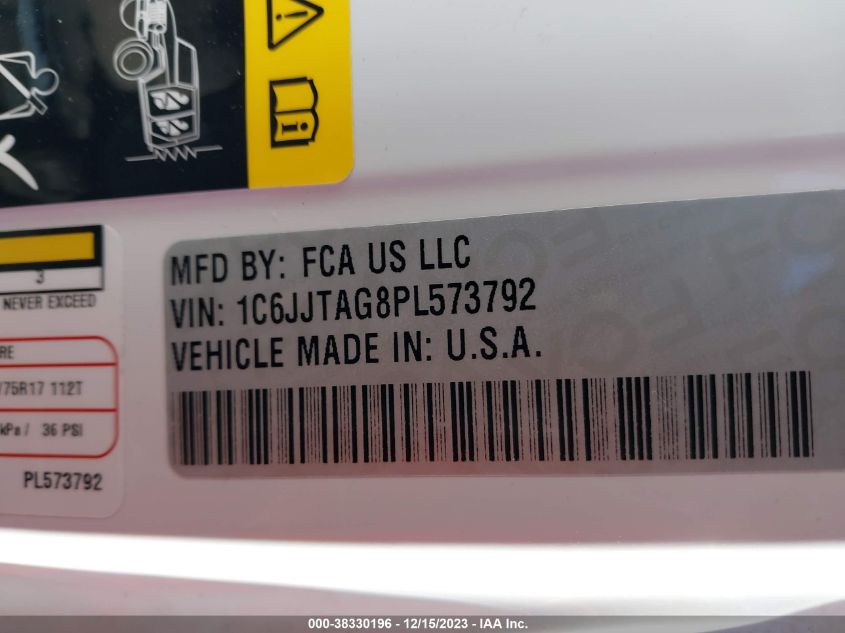 MFD BY: FCA US LLC
VIN: 1C6JJTAG8PL573792
VEHICLE MADE IN: U.S.A.
3
NEVER EXCEED
/75R17 112T
kPa / 36 PSI
PL573792
000-38330196 - 12/15/2023 - IAA Inc.